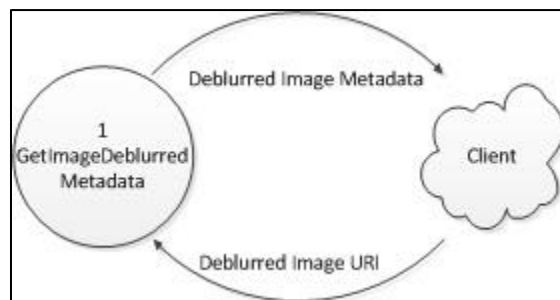 Deblurred Image Metadata
1
GetImageDeblurred
Metadata
Client
Deblurred Image URI